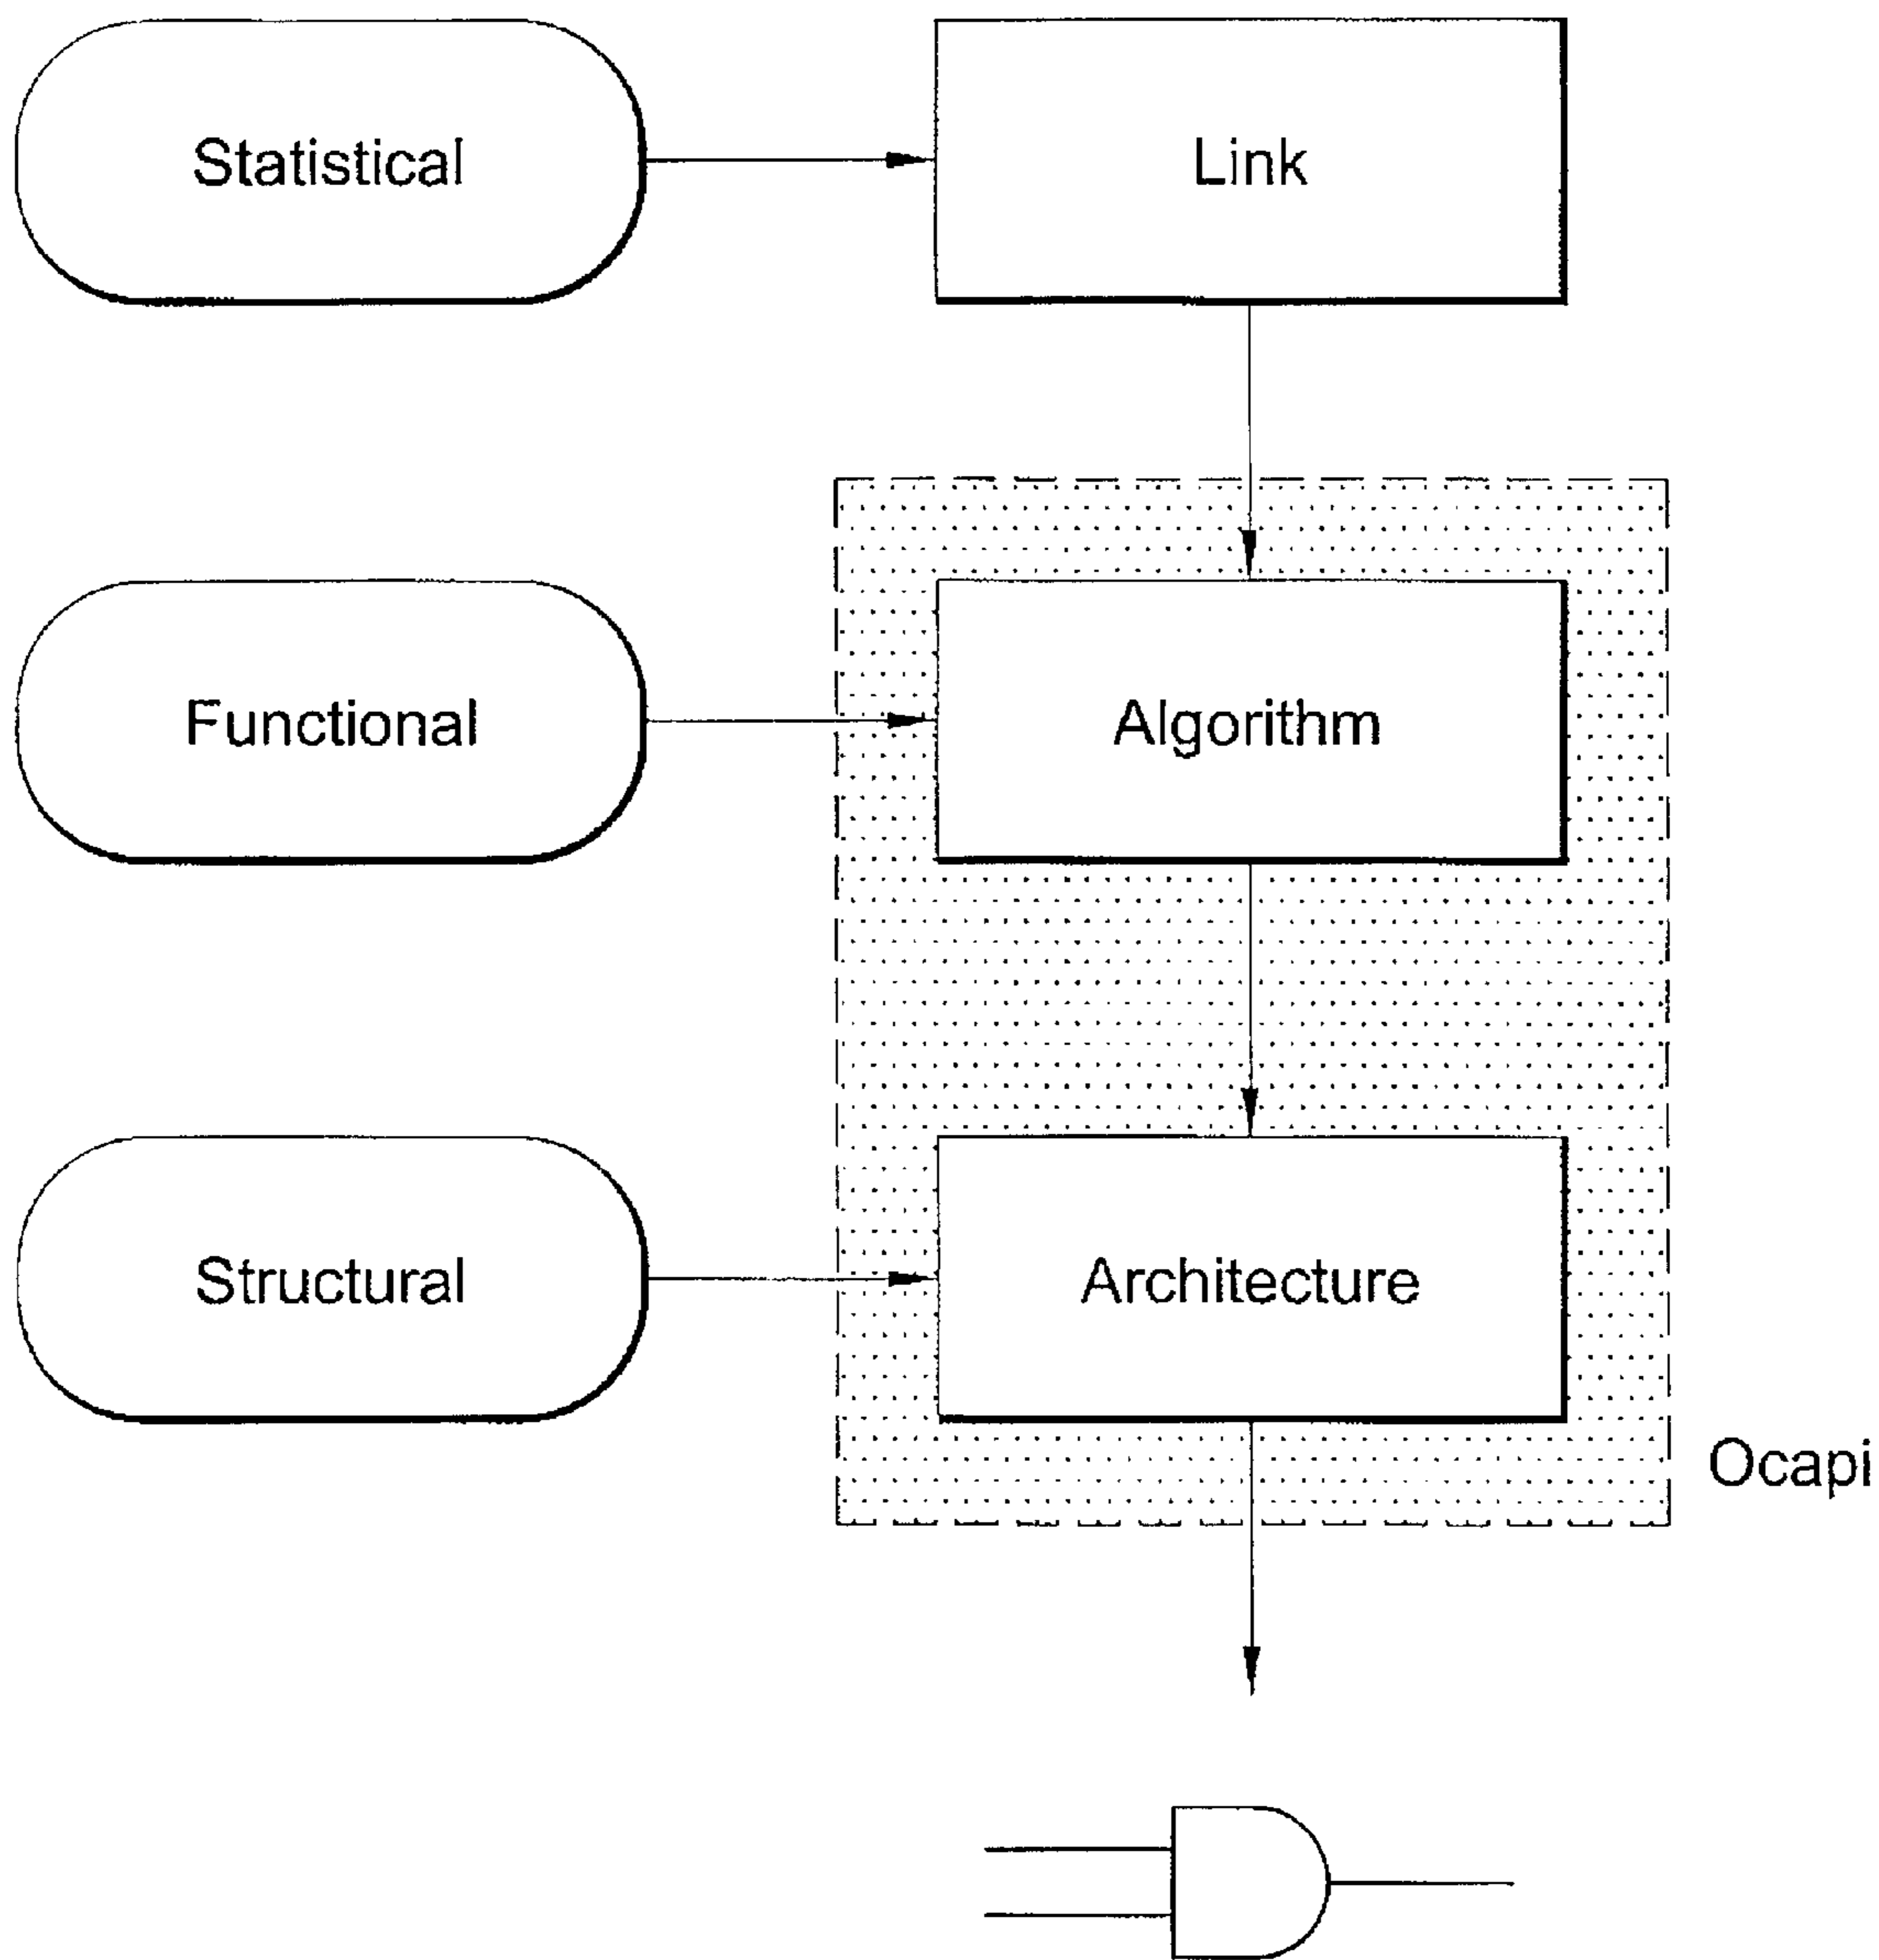 Statistical
Link
Functional
Algorithm
Structural
Architecture
Ocapi